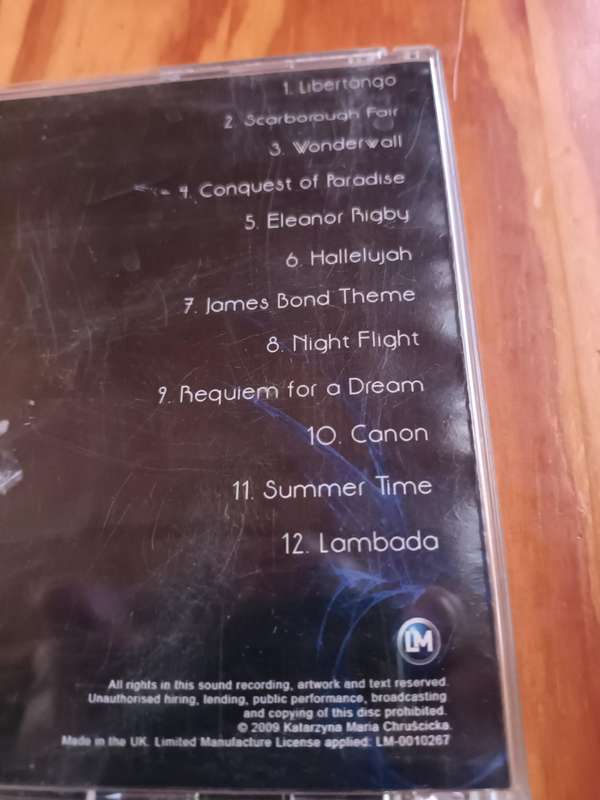 1. Libertango
2. Scarborough Fair
3. Wonderwall
4. Conquest of Paradise
5. Eleanor Rigby
6. Hallelujah
7. James Bond Theme
8. Night Flight
9. Requiem for a Dream
10. Canon
11. Summer Time
12. Lambada
LM
All rights in this sound recording, artwork and text reserved.
Unauthorised hiring, lending, public performance, broadcasting
and copying of this disc prohibited.
© 2009 Katarzyna Maria Chruścicka.
Made in the UK. Limited Manufacture License applied: LM-0010267